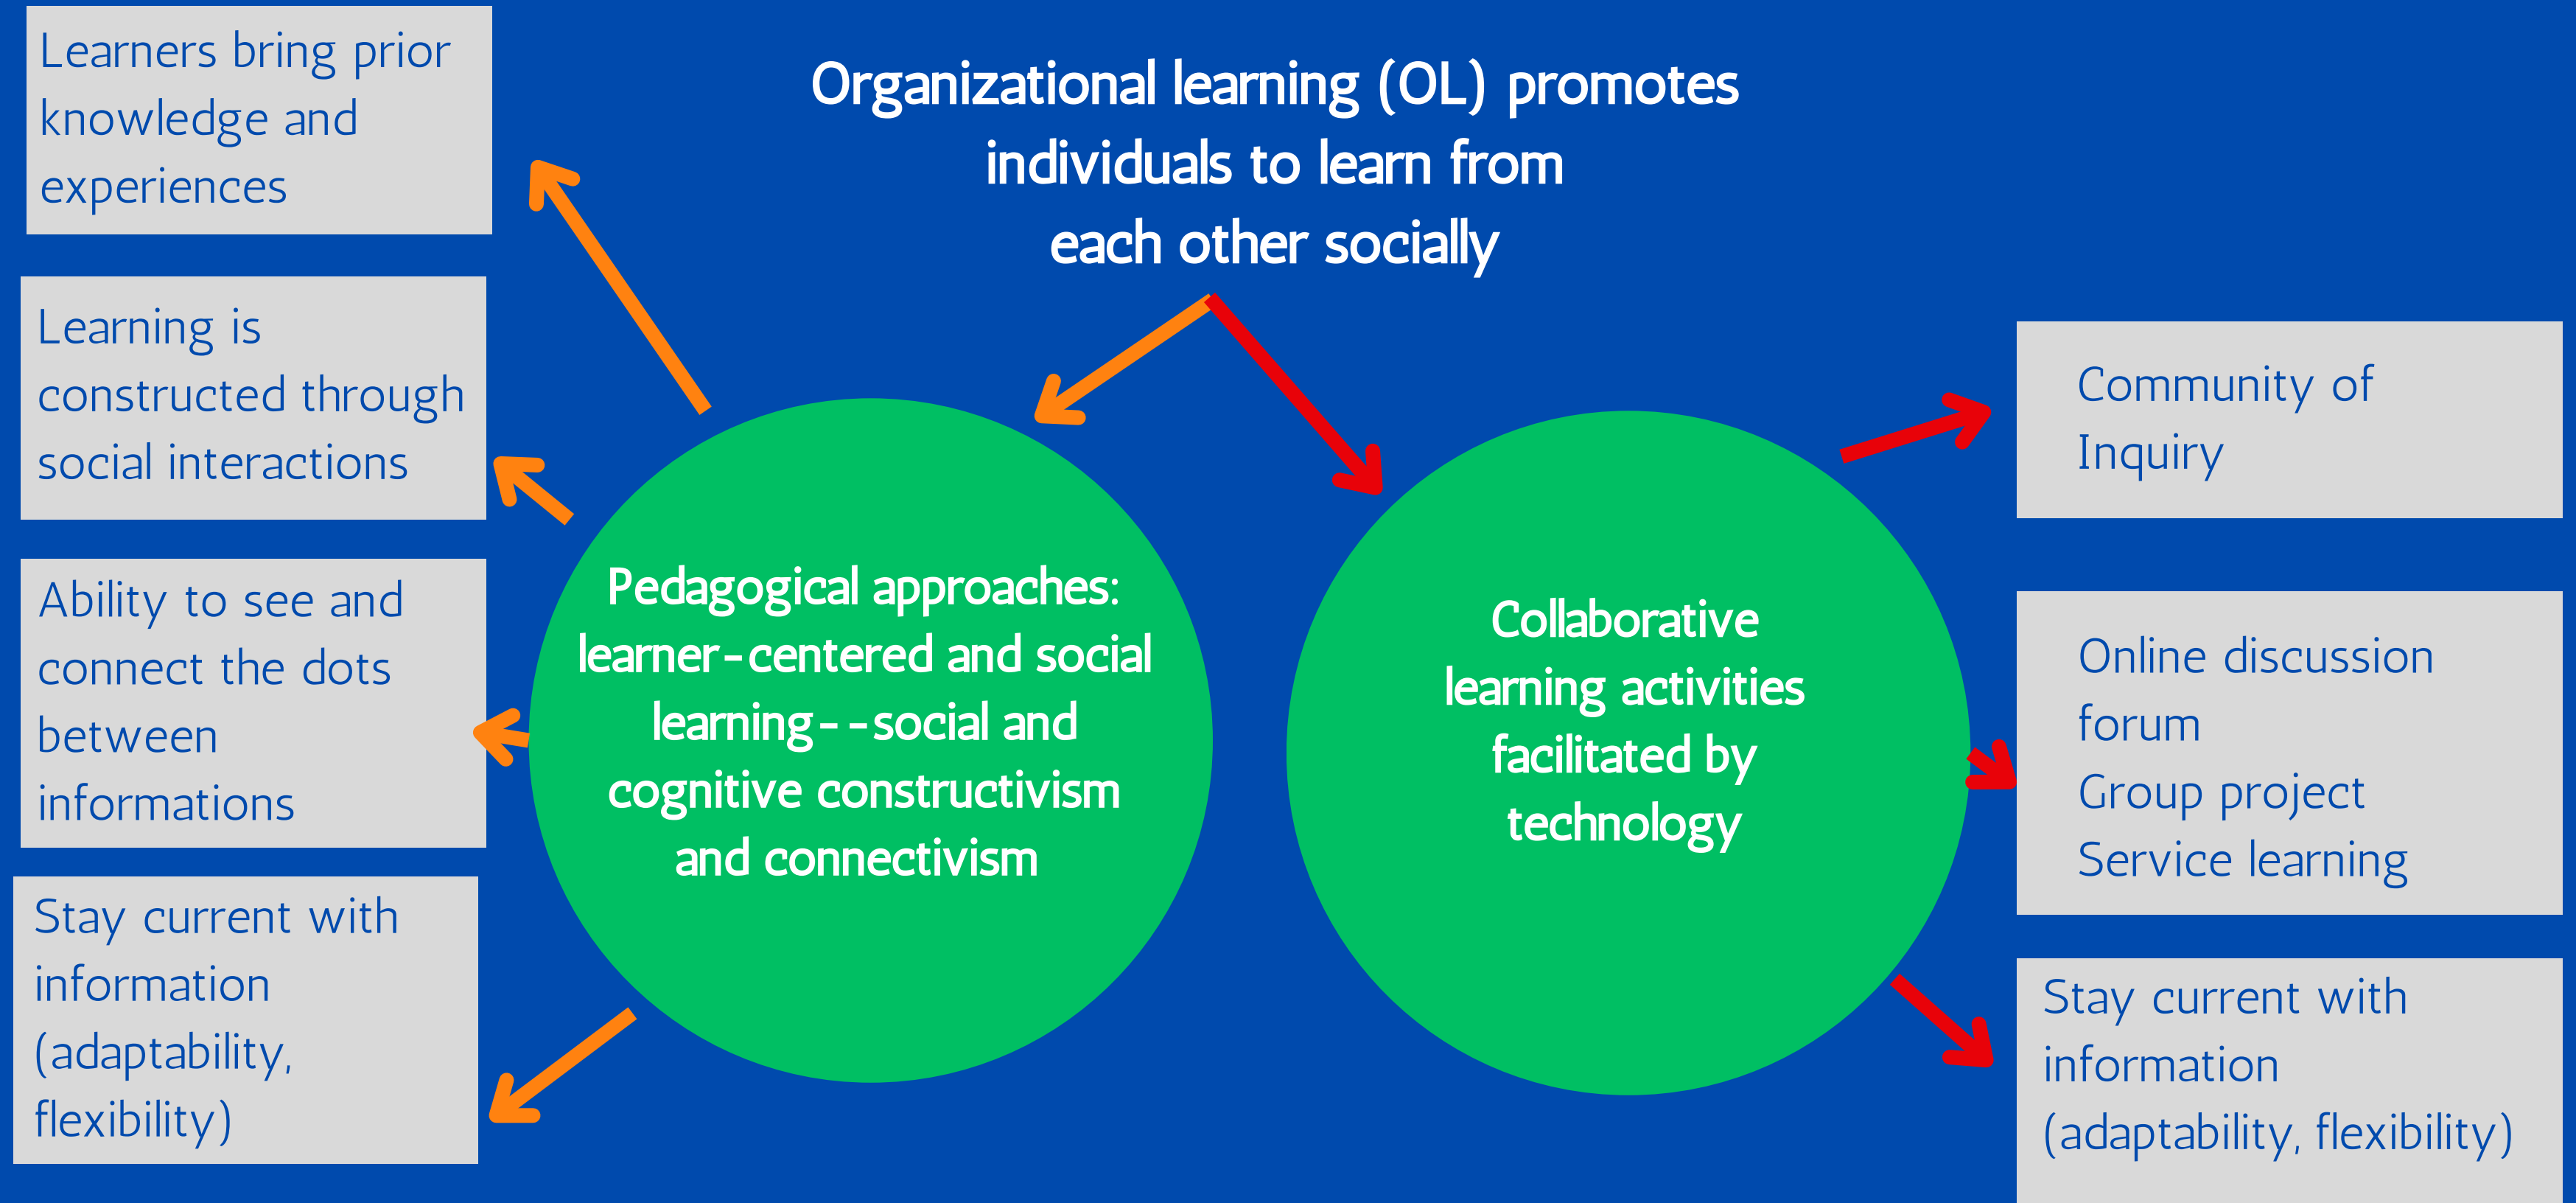 Organizational learning (OL) promotes
individuals to learn from
each other socially
Learners bring prior
knowledge and
experiences
Learning is
constructed through
social interactions
Ability to see and
connect the dots
between
informations
Stay current with
information
(adaptability,
flexibility)
Pedagogical approaches:
learner-centered and social
learning--social and
cognitive constructivism
and connectivism
Collaborative
learning activities
facilitated by
technology
Community of
Inquiry
Online discussion
forum
Group project
Service learning
Stay current with
information
(adaptability, flexibility)